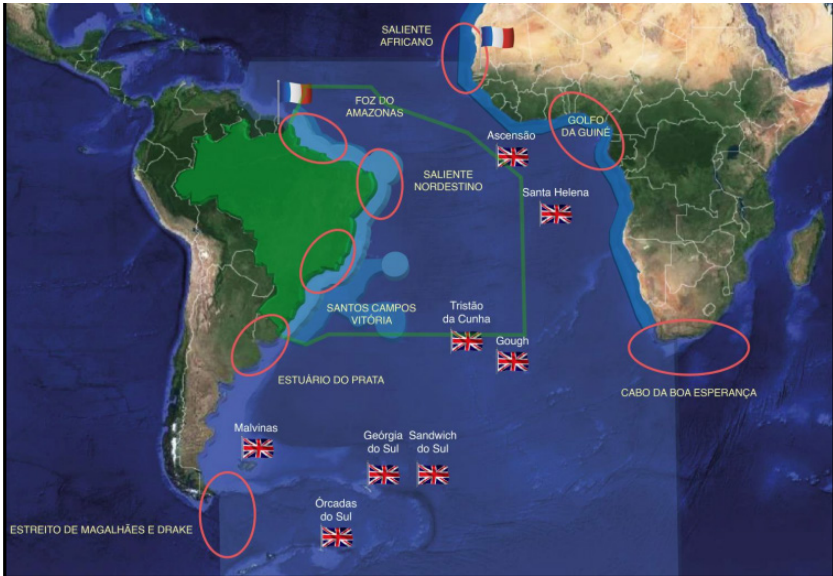 SALIENTE
AFRICANO
FOZ DO
AMAZONAS
GOLFO
DA GUINÉ
Ascensão
SALIENTE
NORDESTINO
Santa Helena
SANTOS CAMPOS
VITÓRIA
Tristão
da Cunha
Gough
ESTUÁRIO DO PRATA
CABO DA BOA ESPERANÇA
Malvinas
Geórgia
do Sul
Sandwich
do Sul
Órcadas
do Sul
ESTREITO DE MAGALHÃES E DRAKE